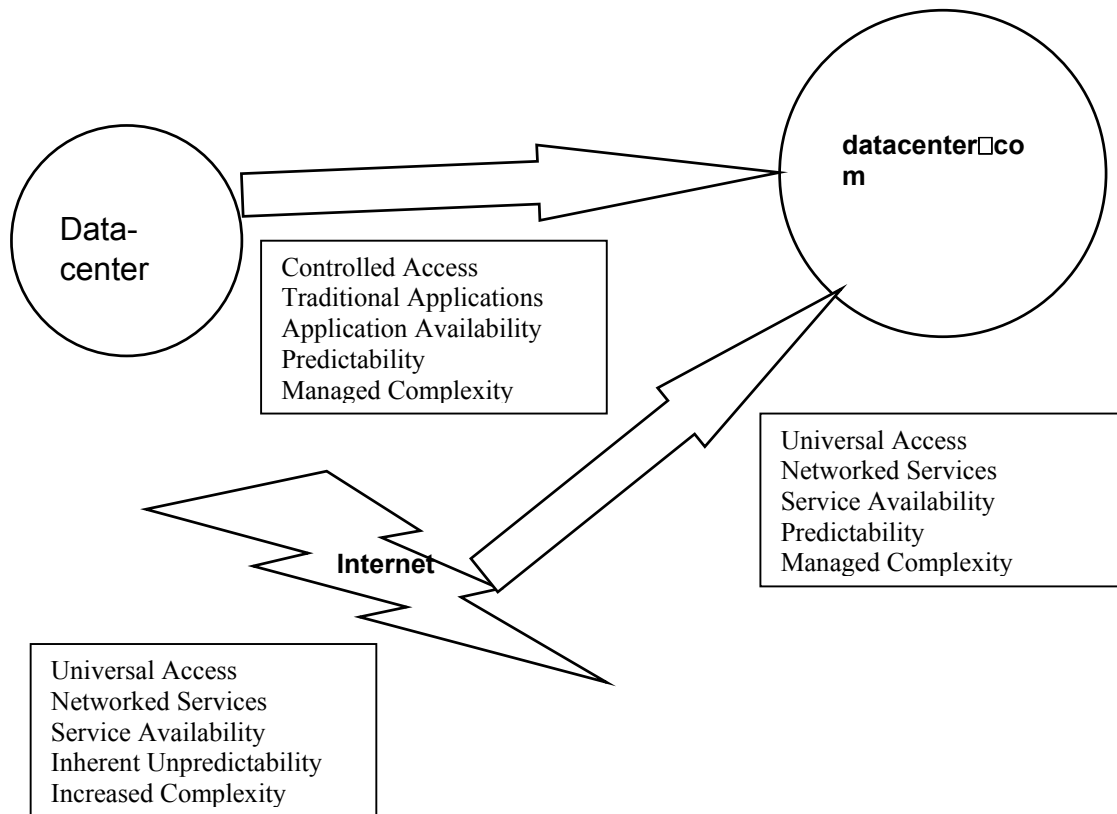 Data-
center
datacenter□co
m
Controlled Access
Traditional Applications
Application Availability
Predictability
Managed Complexity
Universal Access
Networked Services
Service Availability
Predictability
Managed Complexity
Internet
Universal Access
Networked Services
Service Availability
Inherent Unpredictability
Increased Complexity